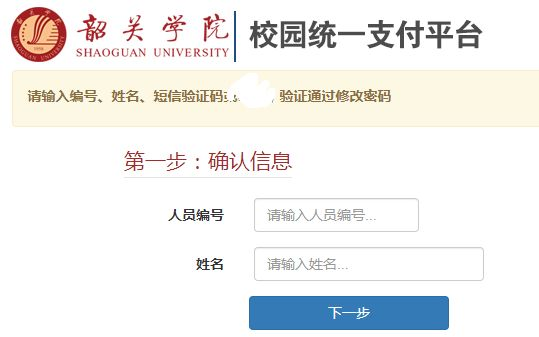 韶关学院
SHAOGUAN UNIVERSITY
校园统一支付平台
请输入编号、姓名、短信验证码 ，验证通过修改密码
第一步：确认信息
人员编号 请输入人员编号...
姓名 请输入姓名...
下一步